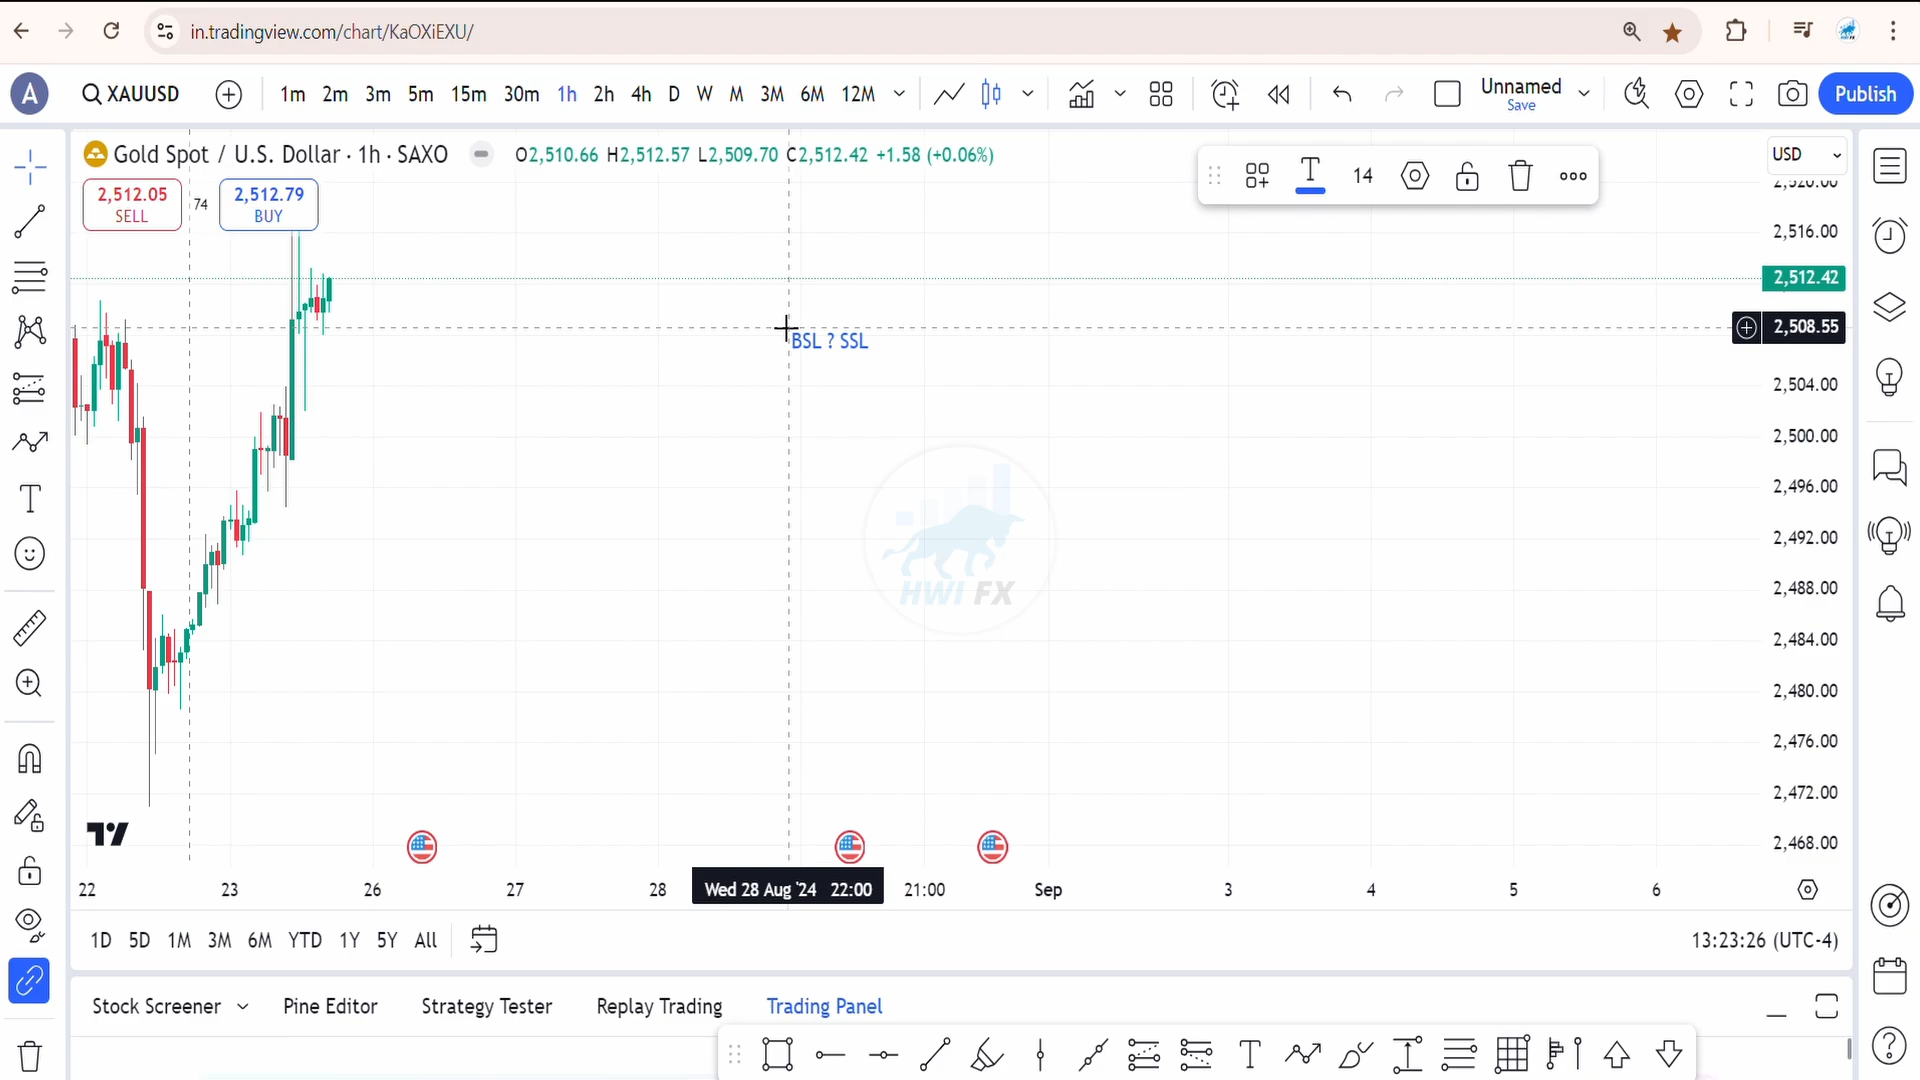 in.tradingview.com/chart/KaOXiEXU/
A XAUUSD 1m 2m 3m 5m 15m 30m 1h 2h 4h D W M 3M 6M 12M Unnamed Save Publish
Gold Spot / U.S. Dollar · 1h · SAXO O2,510.66 H2,512.57 L2,509.70 C2,512.42 +1.58 (+0.06%)
14
USD
2,520.00
2,512.05 SELL 74 2,512.79 BUY
2,516.00
2,512.42
2,508.55
BSL ? SSL
2,504.00
2,500.00
2,496.00
2,492.00
HWI FX
2,488.00
2,484.00
2,480.00
2,476.00
2,472.00
2,468.00
22 23 26 27 28 Wed 28 Aug '24 22:00 21:00 Sep 3 4 5 6
1D 5D 1M 3M 6M YTD 1Y 5Y All 13:23:26 (UTC-4)
Stock Screener Pine Editor Strategy Tester Replay Trading Trading Panel